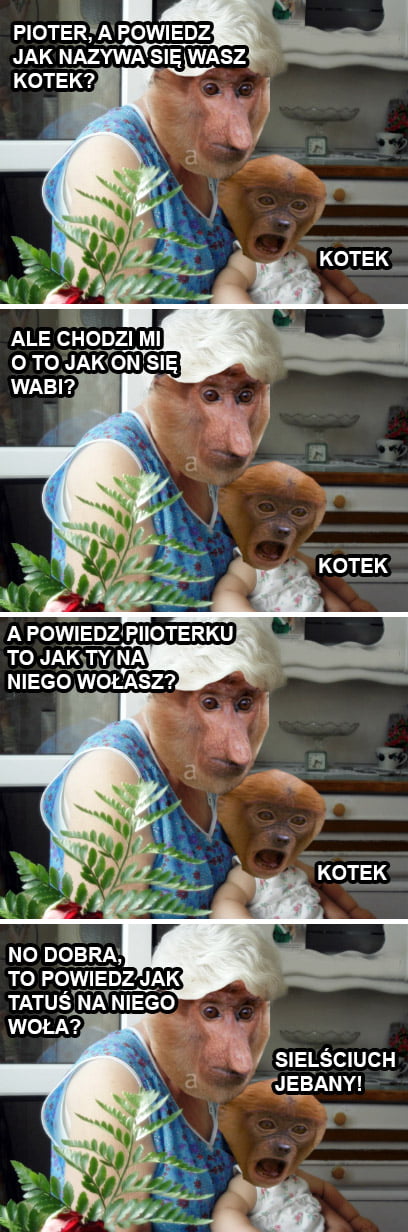 PIOTER, A POWIEDZ
JAK NAZYWA SIĘ WASZ
KOTEK?
a
KOTEK
ALE CHODZI MI
O TO JAK ON SIĘ
WABI?
a
KOTEK
A POWIEDZ PIIOTERKU
TO JAK TY NA
NIEGO WOŁASZ?
a
KOTEK
NO DOBRA,
TO POWIEDZ JAK
TATUŚ NA NIEGO
WOŁA?
SIELŚCIUCH
JEBANY!
a